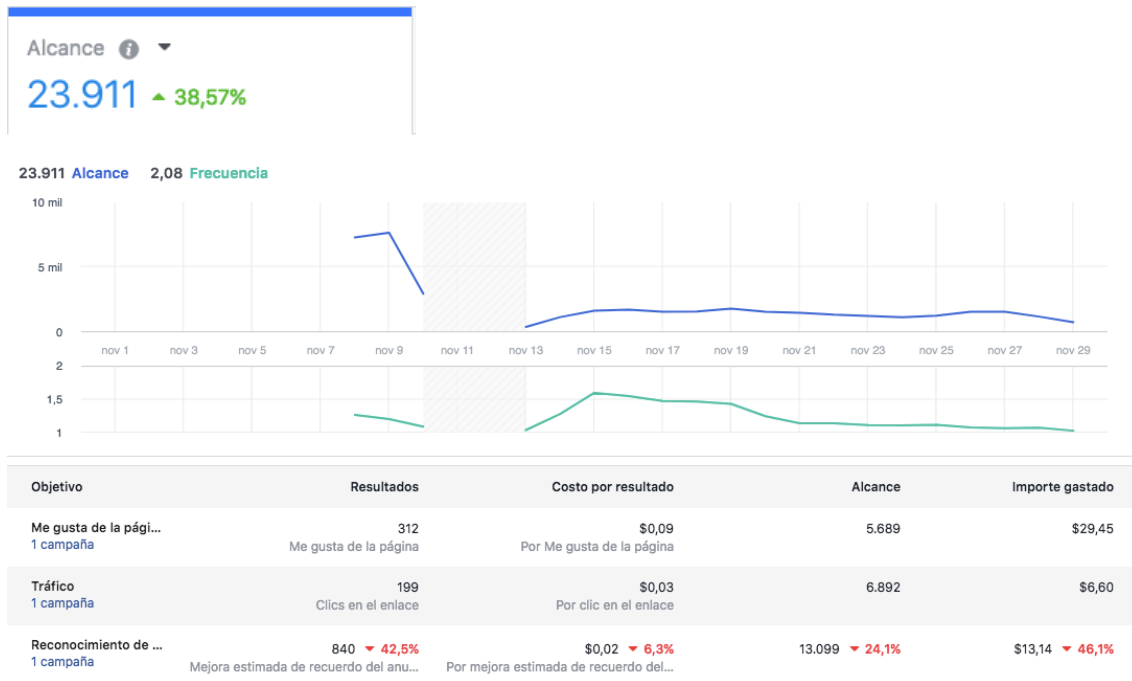 Alcance
23.911 38,57%
23.911 Alcance 2,08 Frecuencia
10 mil
5 mil
0
nov 1 nov 3 nov 5 nov 7 nov 9 nov 11 nov 13 nov 15 nov 17 nov 19 nov 21 nov 23 nov 25 nov 27 nov 29
2
1,5
1
Objetivo Resultados Costo por resultado Alcance Importe gastado
Me gusta de la pági... 312 $0,09 5.689 $29,45
1 campaña Me gusta de la página Por Me gusta de la página
Tráfico 199 $0,03 6.892 $6,60
1 campaña Clics en el enlace Por clic en el enlace
Reconocimiento de ... 840 42,5% $0,02 6,3% 13.099 24,1% $13,14 46,1%
1 campaña Mejora estimada de recuerdo del anu... Por mejora estimada de recuerdo del...